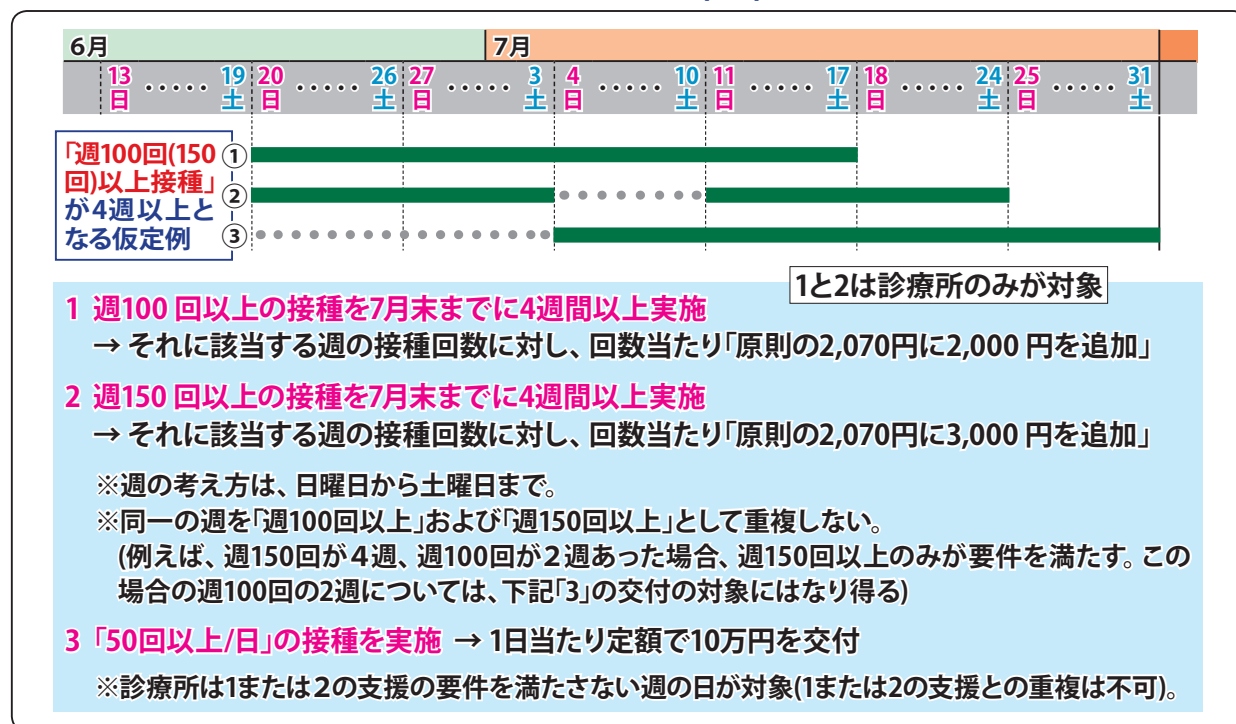 6月 7月
13 ····· 19 20 ····· 26 27 ····· 3 4 ····· 10 11 ····· 17 18 ····· 24 25 ····· 31
日 土 日 土 日 土 日 土 日 土 日 土 日 土
「週100回(150
回)以上接種」
が4週以上と
なる仮定例
①
②
③
1と2は診療所のみが対象
1 週100 回以上の接種を7月末までに4週間以上実施
→ それに該当する週の接種回数に対し、回数当たり「原則の2,070円に2,000 円を追加」
2 週150 回以上の接種を7月末までに4週間以上実施
→ それに該当する週の接種回数に対し、回数当たり「原則の2,070円に3,000 円を追加」
※週の考え方は、日曜日から土曜日まで。
※同一の週を「週100回以上」および「週150回以上」として重複しない。
(例えば、週150回が４週、週100回が２週あった場合、週150回以上のみが要件を満たす。この
場合の週100回の2週については、下記「3」の交付の対象にはなり得る)
3 「50回以上/日」の接種を実施 → 1日当たり定額で10万円を交付
※診療所は1または２の支援の要件を満たさない週の日が対象(1または2の支援との重複は不可)。